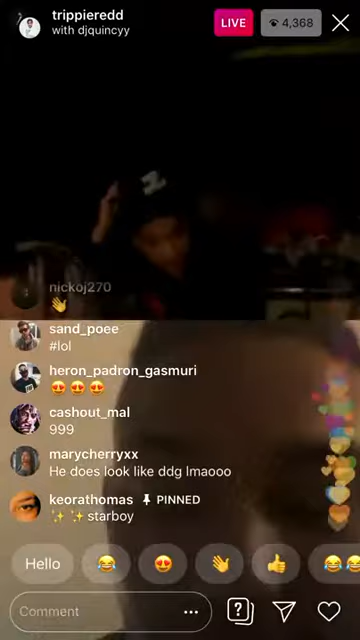 trippieredd
with djquincyy
LIVE
4,368
nickoj270
👋
sand_poee
#lol
heron_padron_gasmuri
😍 😍 😍
cashout_mal
999
marycherryxx
He does look like ddg lmaooo
keorathomas PINNED
✨ ✨ starboy
Hello 😂 😍 👋 👍 😂😂
Comment